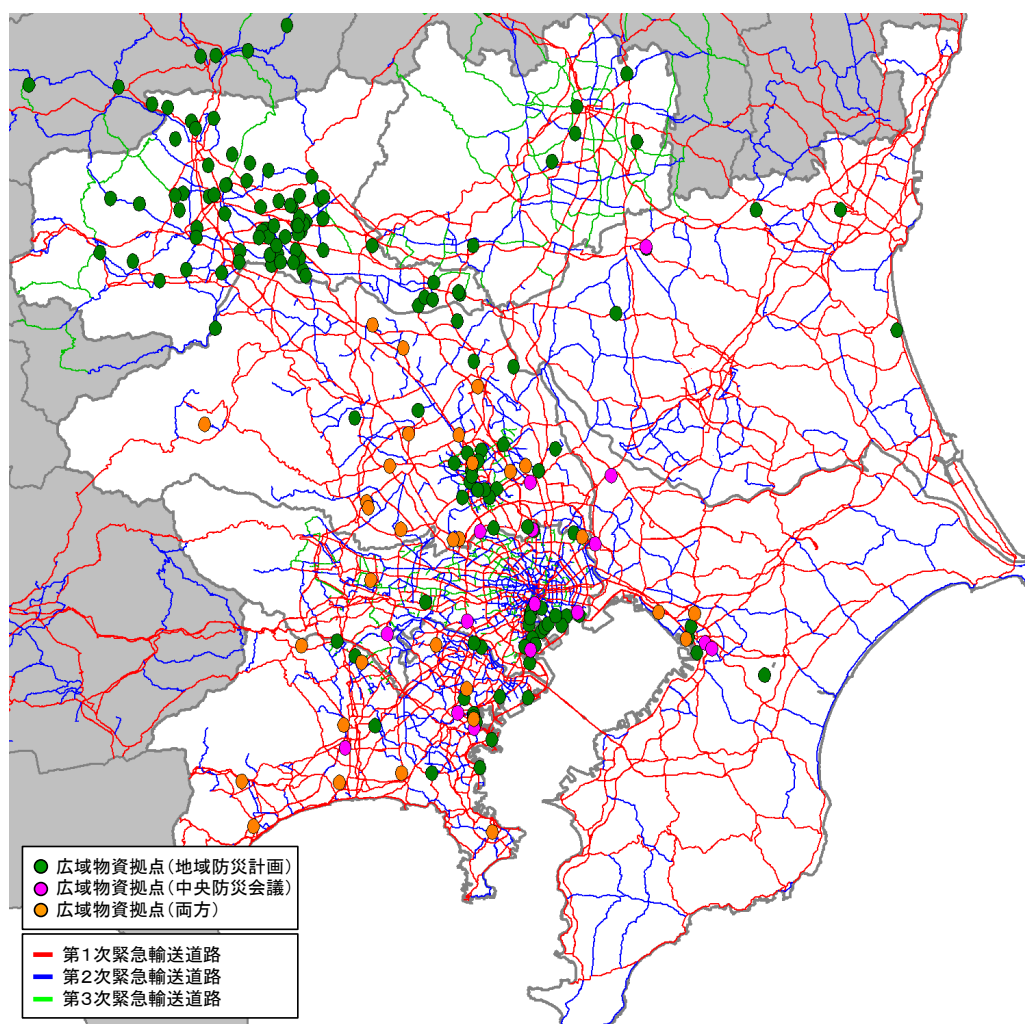 広域物資拠点(地域防災計画)
広域物資拠点(中央防災会議)
広域物資拠点(両方)
第1次緊急輸送道路
第2次緊急輸送道路
第3次緊急輸送道路